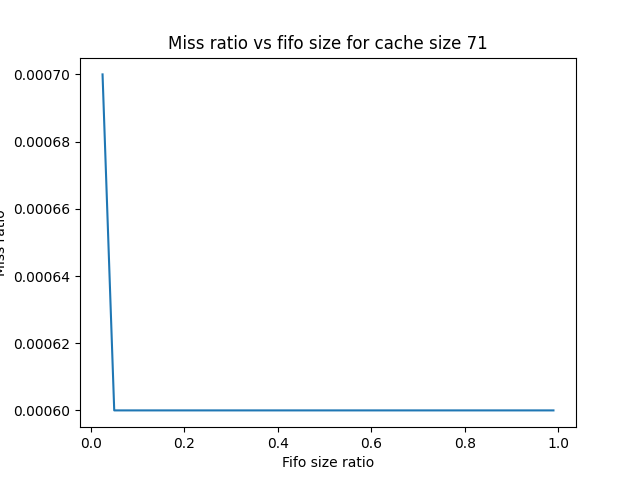 Miss ratio vs fifo size for cache size 71
0.00070
0.00068
0.00066
0.00064
0.00062
0.00060
Miss ratio
0.0 0.2 0.4 0.6 0.8 1.0
Fifo size ratio